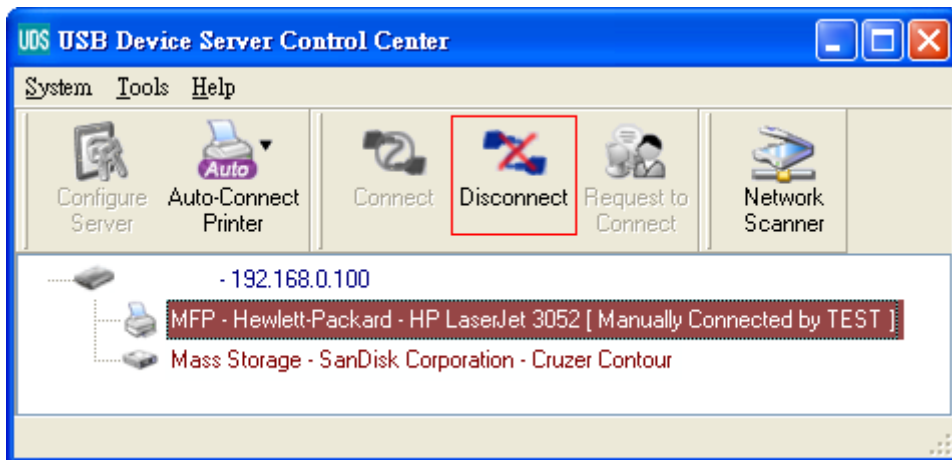 UDS USB Device Server Control Center
System Tools Help
Auto
Configure Server
Auto-Connect Printer
Connect
Disconnect
Request to Connect
Network Scanner
- 192.168.0.100
MFP - Hewlett-Packard - HP LaserJet 3052 [ Manually Connected by TEST ]
Mass Storage - SanDisk Corporation - Cruzer Contour